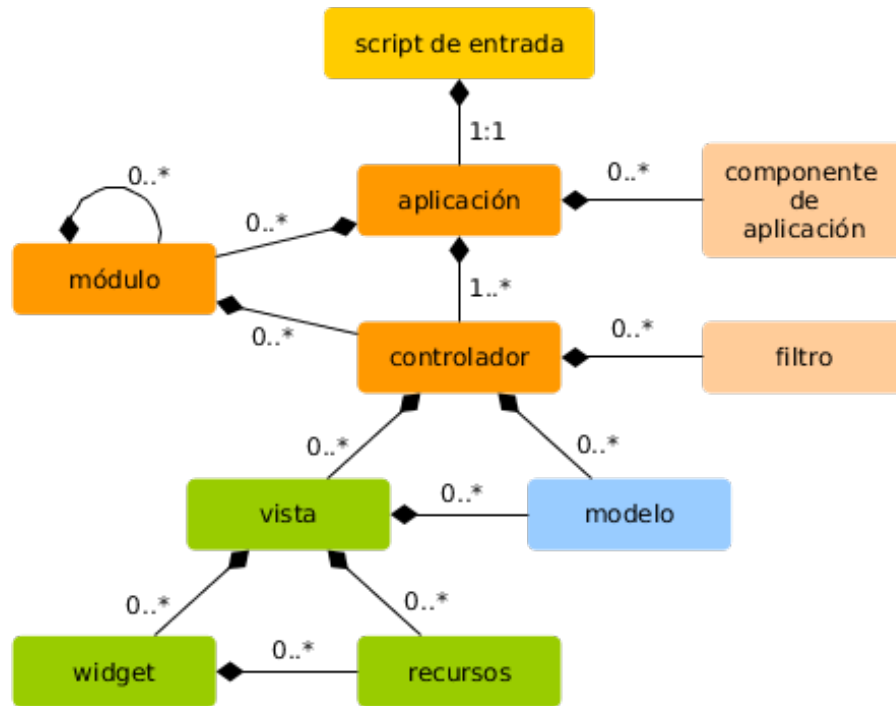 script de entrada
1:1
0..*
0..*
aplicación
0..*
componente
de
aplicación
módulo
1..*
0..*
controlador
0..*
filtro
0..*
0..*
vista
0..*
modelo
0..*
0..*
widget
0..*
recursos